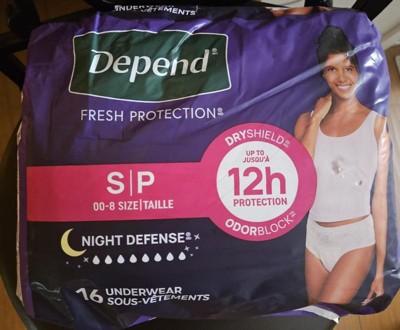 UNDERWEAR
SOUS-VÊTEMENTS
Depend®
FRESH PROTECTION
DRYSHIELD
UP TO
JUSQU'À
12h
PROTECTION
ODORBLOCK
S|P
00-8 SIZE|TAILLE
NIGHT DEFENSE
16 UNDERWEAR
SOUS-VÊTEMENTS